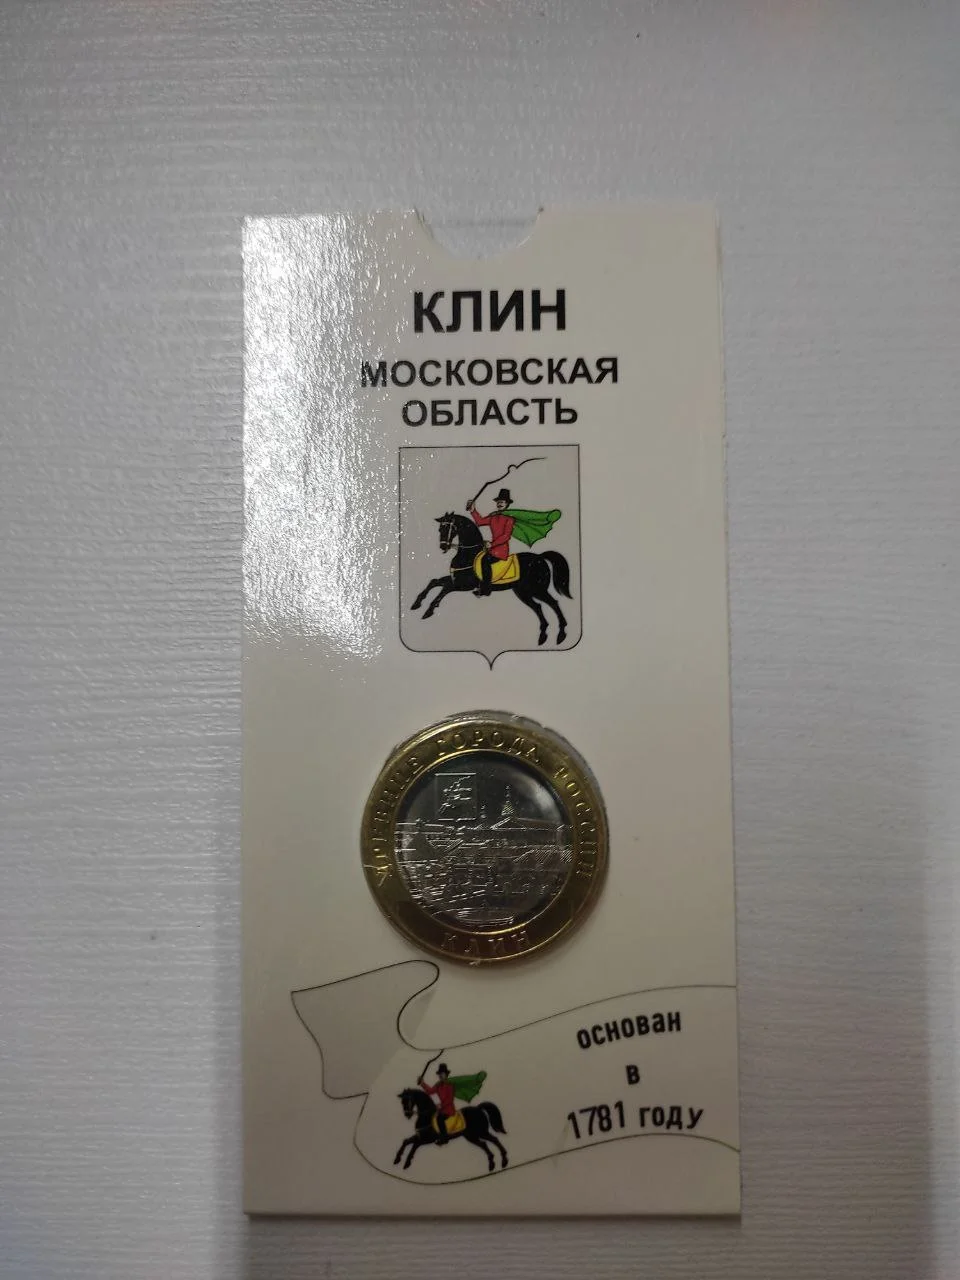 КЛИН
МОСКОВСКАЯ
ОБЛАСТЬ
ДРЕВНИЕ ГОРОДА РОССИИ
КЛИН
основан
в
1781 году